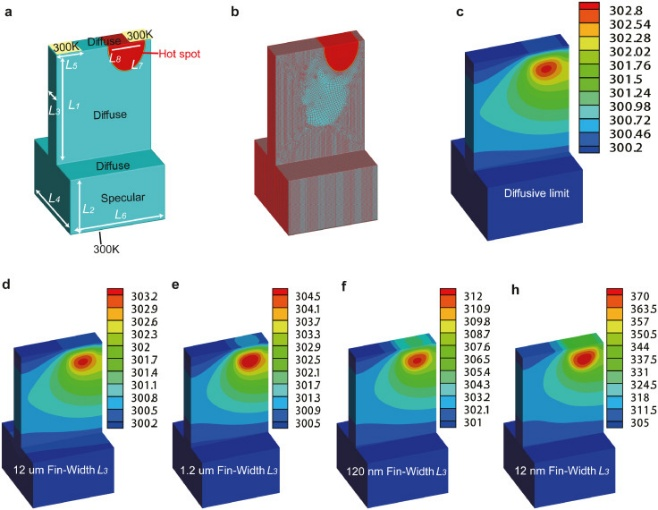 a
300K
Diffuse
300K
Hot spot
L5
L8
L7
L3
L1
Diffuse
Diffuse
Specular
L4
L2
L6
300K
b
c
302.8
302.54
302.28
302.02
301.76
301.5
301.24
300.98
300.72
300.46
300.2
Diffusive limit
d
303.2
302.9
302.6
302.3
302
301.7
301.4
301.1
300.8
300.5
300.2
12 um Fin-Width L3
e
304.5
304.1
303.7
303.3
302.9
302.5
302.1
301.7
301.3
300.9
300.5
1.2 um Fin-Width L3
f
312
310.9
309.8
308.7
307.6
306.5
305.4
304.3
303.2
302.1
301
120 nm Fin-Width L3
h
370
363.5
357
350.5
344
337.5
331
324.5
318
311.5
305
12 nm Fin-Width L3